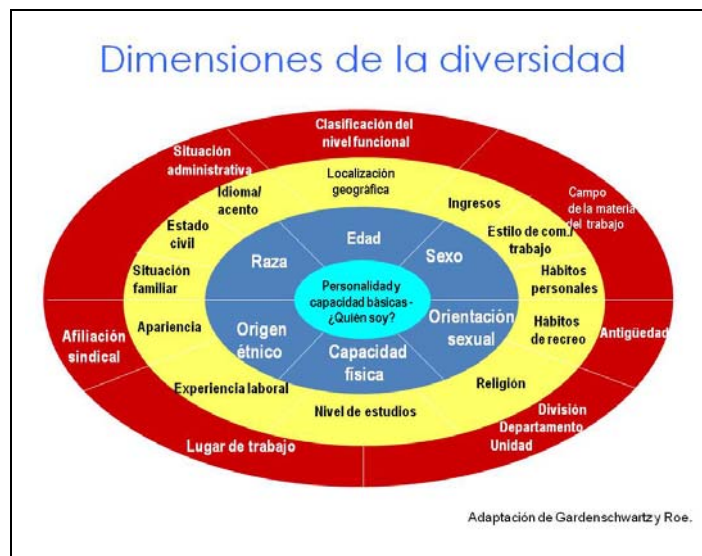 Dimensiones de la diversidad
Clasificación del
nivel funcional
Situación
administrativa
Campo
de la materia
del trabajo
Localización
geográfica
Idioma/
acento
Ingresos
Estado
civil
Estilo de com./
trabajo
Edad
Raza
Sexo
Situación
familiar
Hábitos
personales
Personalidad y
capacidad básicas -
¿Quién soy?
Afiliación
sindical
Apariencia
Origen
étnico
Orientación
sexual
Hábitos
de recreo
Antigüedad
Capacidad
física
Experiencia laboral
Religión
Nivel de estudios
División
Departamento
Unidad
Lugar de trabajo
Adaptación de Gardenschwartz y Roe.